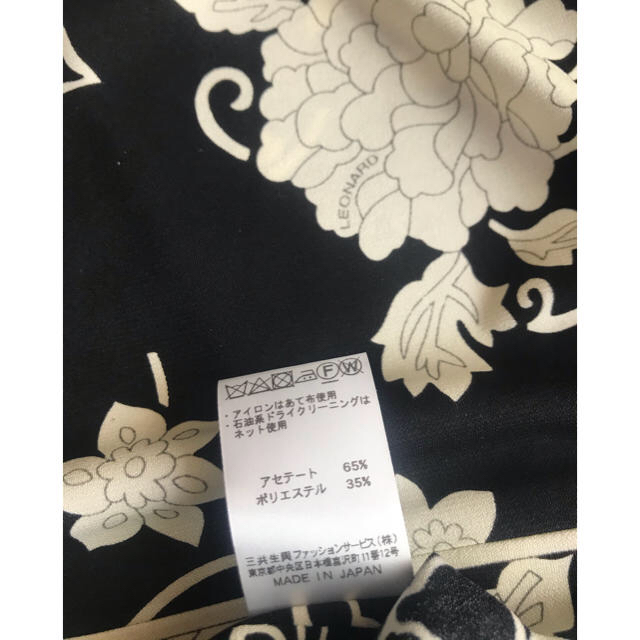 LEONARD
F W
・アイロンはあて布使用
・石油系ドライクリーニングは
ネット使用
アセテート 65%
ポリエステル 35%
三共生興ファッションサービス(株)
東京都中央区日本橋富沢町11番12号
MADE IN JAPAN